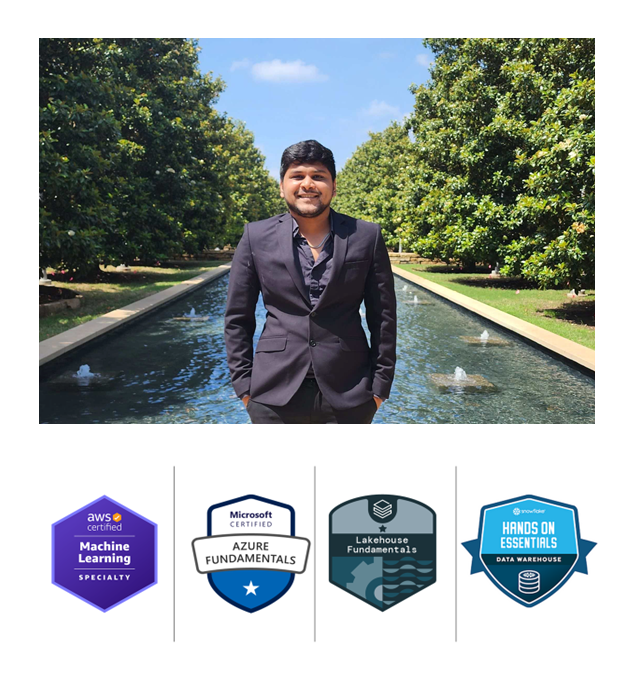 aws
certified
Machine
Learning
SPECIALTY
Microsoft
CERTIFIED
AZURE
FUNDAMENTALS
Lakehouse
Fundamentals
snowflake
HANDS ON
ESSENTIALS
DATA WAREHOUSE